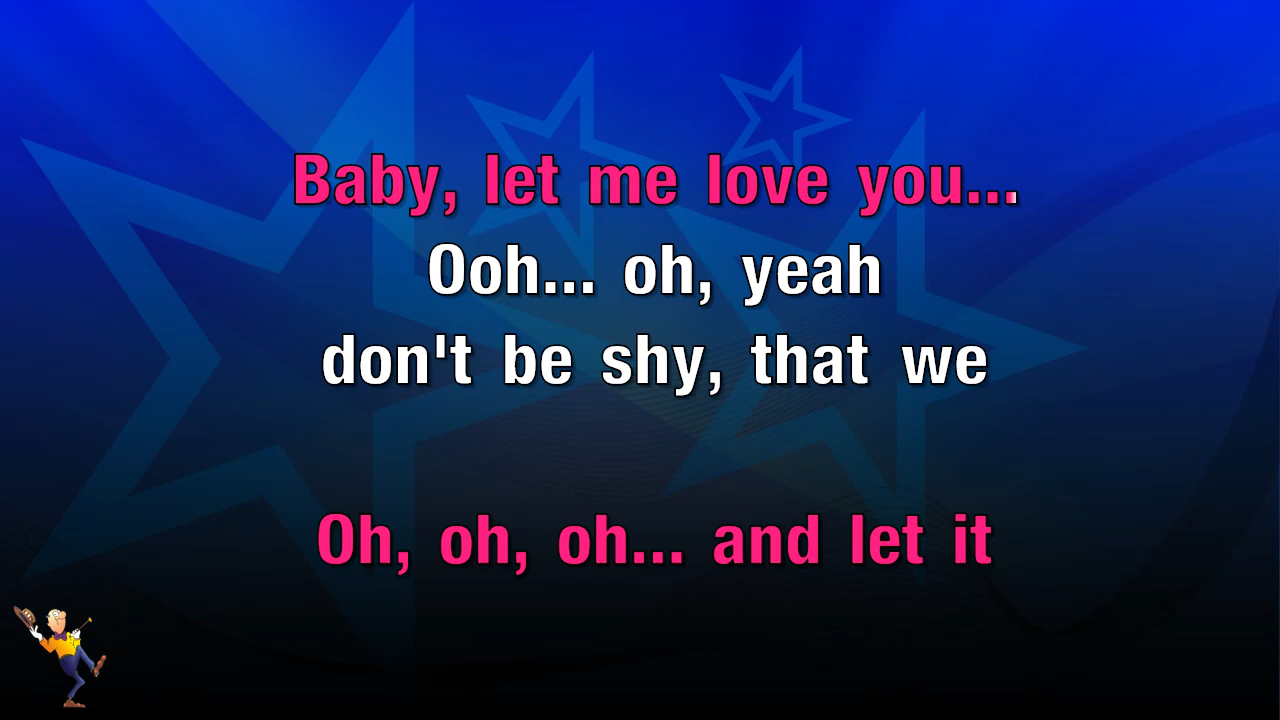 Baby, let me love you...
Ooh... oh, yeah
don't be shy, that we
Oh, oh, oh... and let it